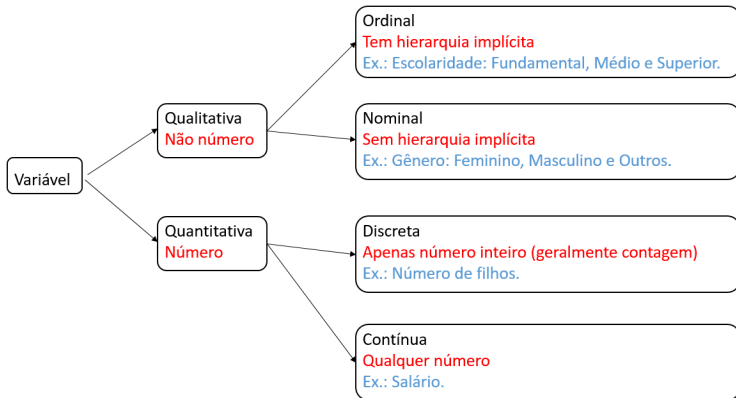 Variável
Qualitativa
Não número
Quantitativa
Número
Ordinal
Tem hierarquia implícita
Ex.: Escolaridade: Fundamental, Médio e Superior.
Nominal
Sem hierarquia implícita
Ex.: Gênero: Feminino, Masculino e Outros.
Discreta
Apenas número inteiro (geralmente contagem)
Ex.: Número de filhos.
Contínua
Qualquer número
Ex.: Salário.